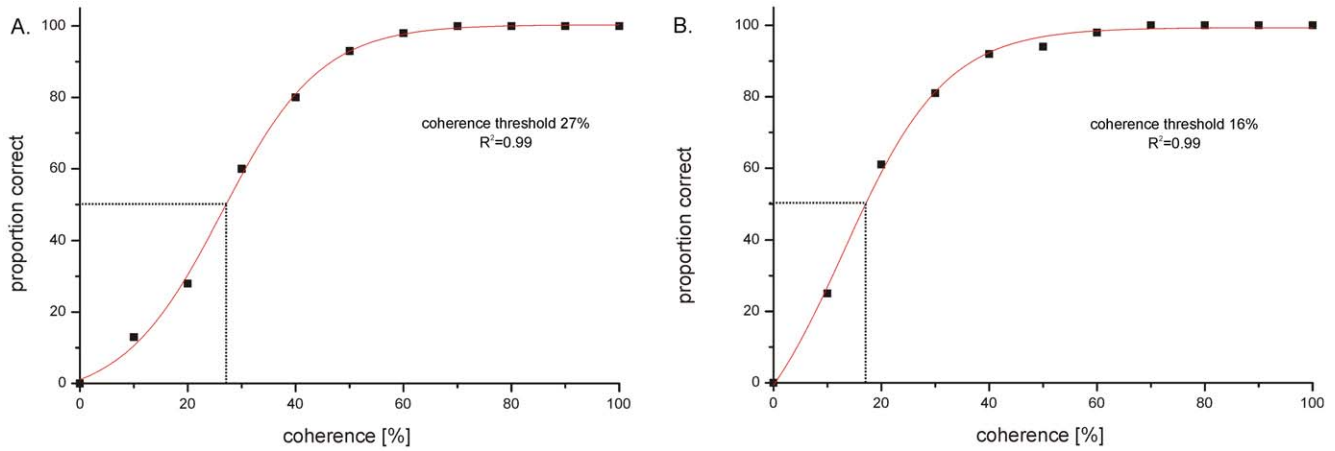 A.
100
80
60
40
20
0
proportion correct
coherence threshold 27%
R²=0.99
0 20 40 60 80 100
coherence [%]
B.
100
80
60
40
20
0
proportion correct
coherence threshold 16%
R²=0.99
0 20 40 60 80 100
coherence [%]